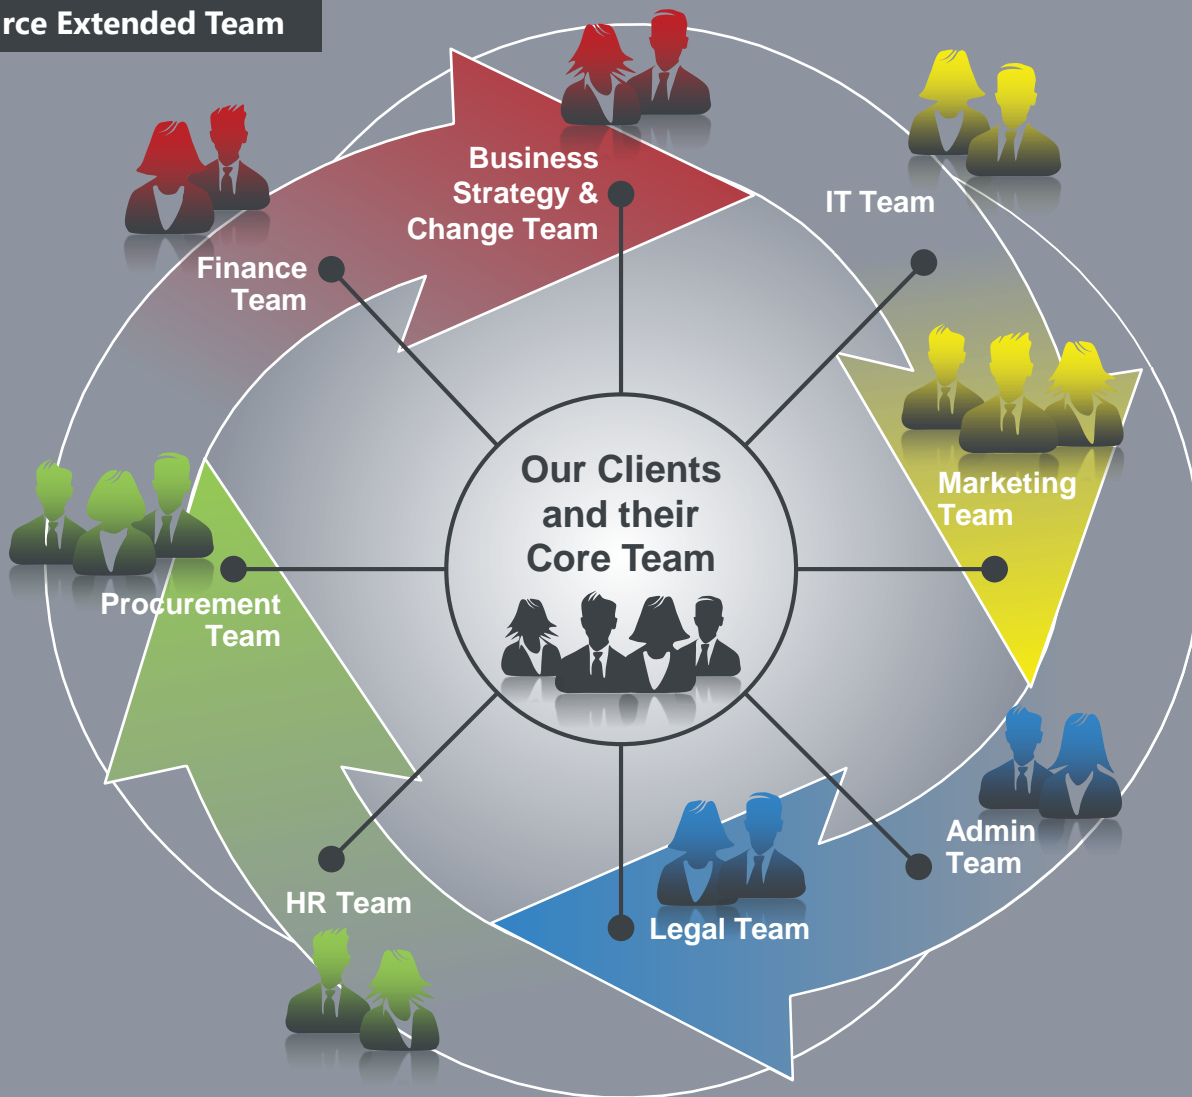 rce Extended Team
Business
Strategy &
Change Team
IT Team
Finance
Team
Our Clients
and their
Core Team
Marketing
Team
Procurement
Team
Admin
Team
HR Team
Legal Team